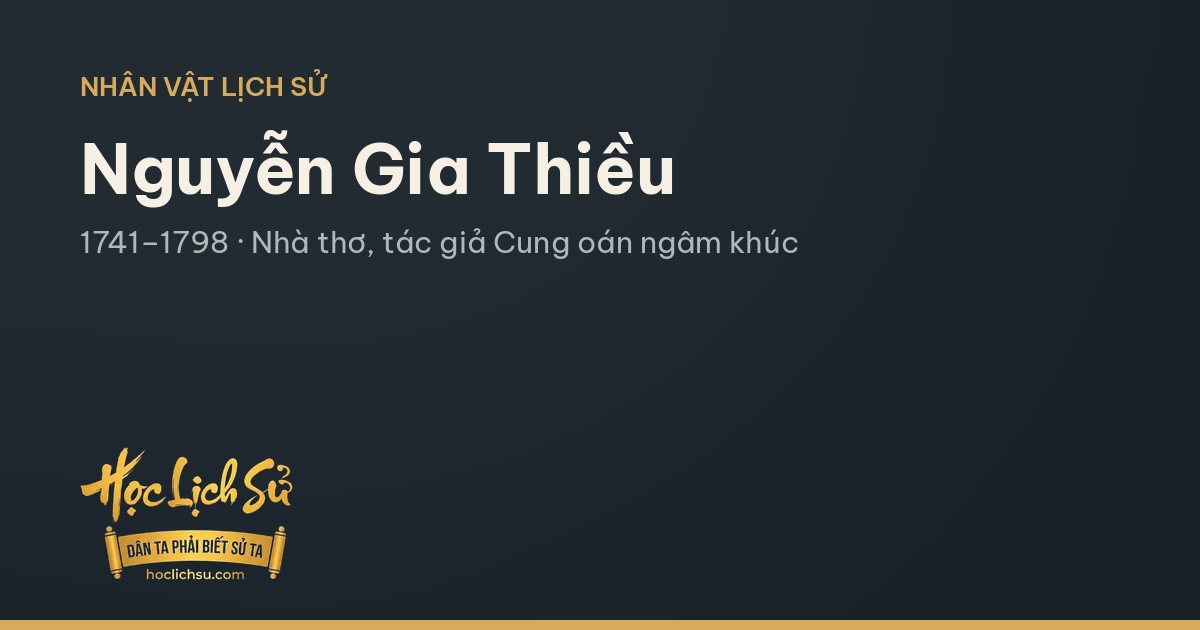 NHÂN VẬT LỊCH SỬ
Nguyễn Gia Thiều
1741–1798 · Nhà thơ, tác giả Cung oán ngâm khúc
Học Lịch Sử
DÂN TA PHẢI BIẾT SỬ TA
hoclichsu.com